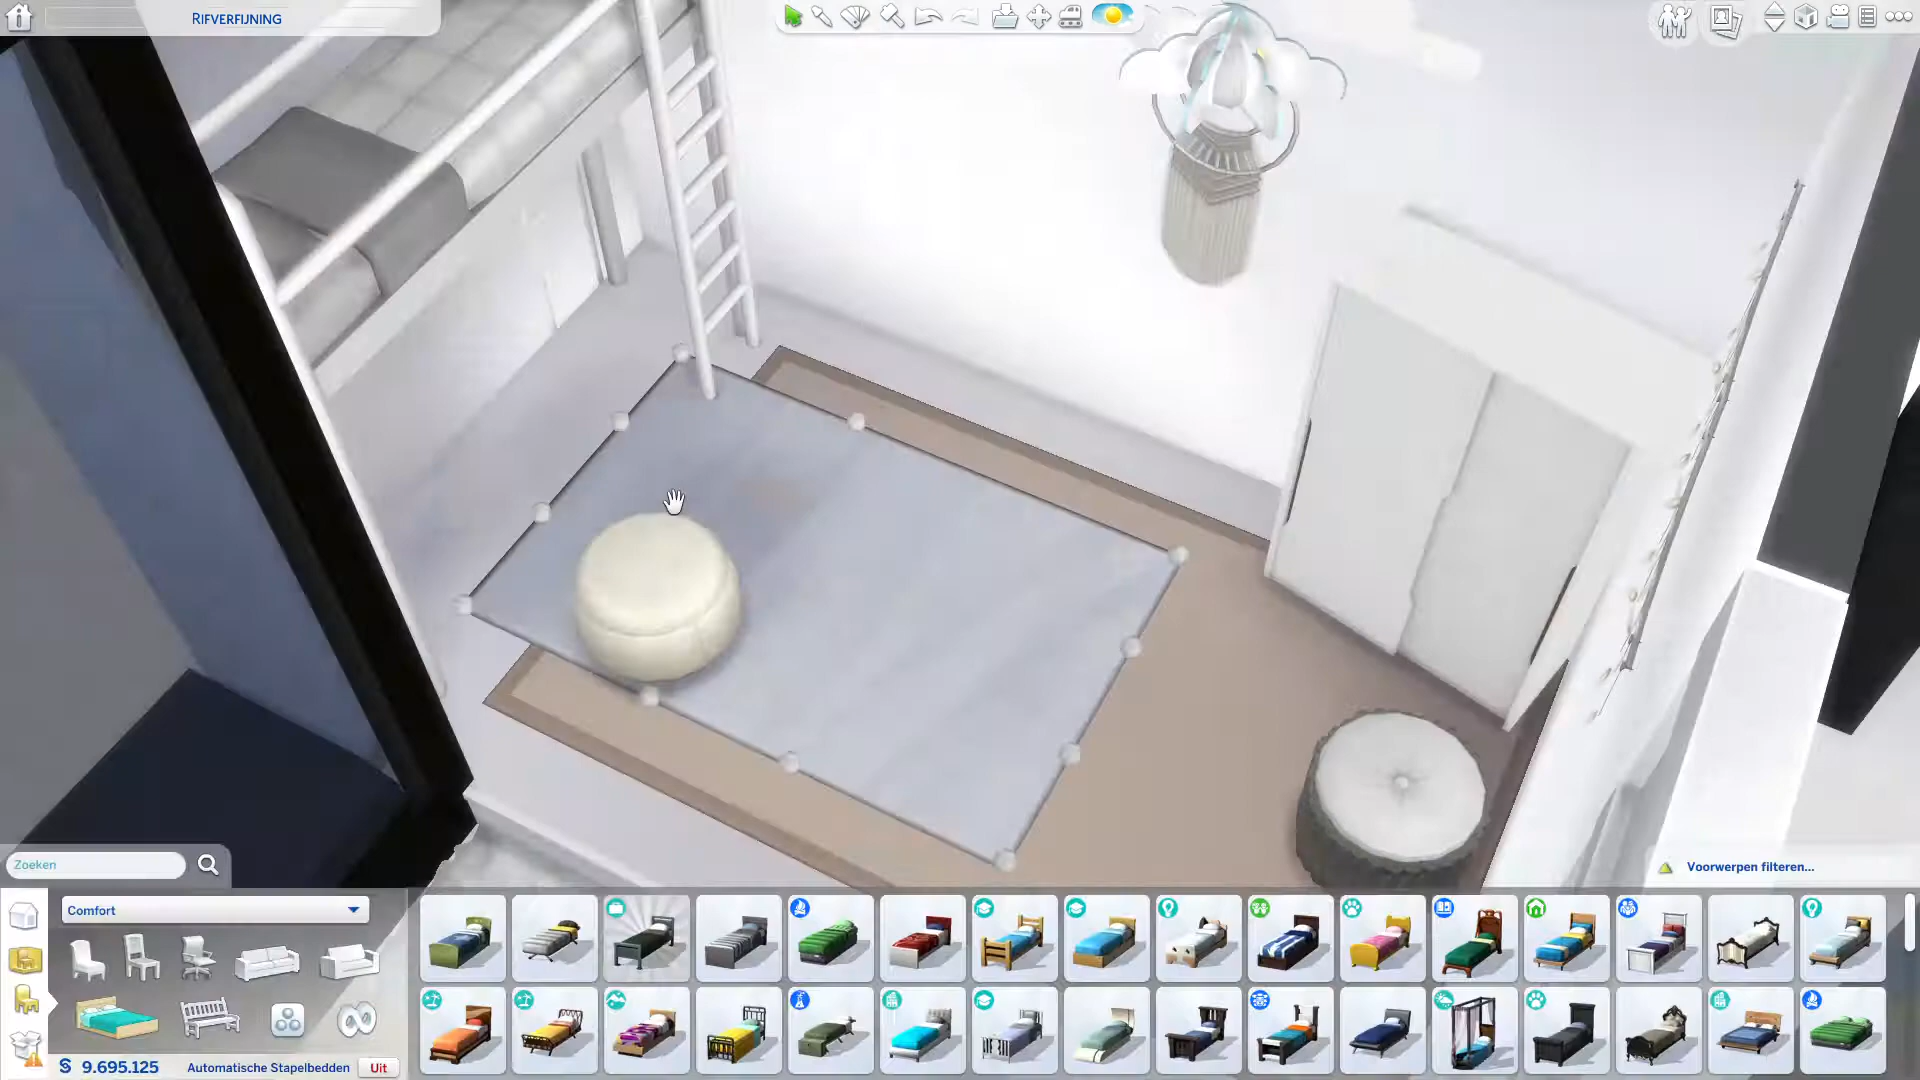 Rifverfijning
Zoeken
Voorwerpen filteren...
Comfort
9.695.125
Automatische Stapelbedden
Uit